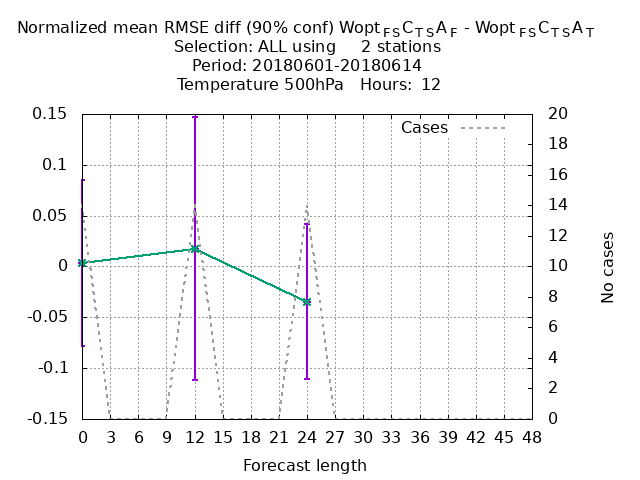 Normalized mean RMSE diff (90% conf) Wopt FS C TS A F - Wopt FS C TS A T
Selection: ALL using 2 stations
Period: 20180601-20180614
Temperature 500hPa Hours: 12
Cases
0.15
0.1
0.05
0
-0.05
-0.1
-0.15
20
18
16
14
12
10
8
6
4
2
0
No cases
0 3 6 9 12 15 18 21 24 27 30 33 36 39 42 45 48
Forecast length